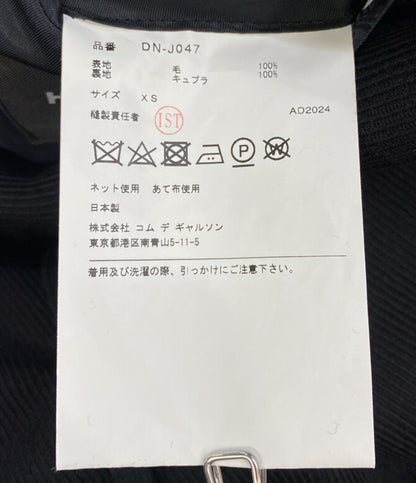 品番 DN-J047
表地 毛 100%
裏地 キュプラ 100%
サイズ XS
縫製責任者 IST
AD2024
P W
ネット使用 あて布使用
日本製
株式会社 コム デ ギャルソン
東京都港区南青山5-11-5
着用及び洗濯の際、引っかけにご注意下さい。